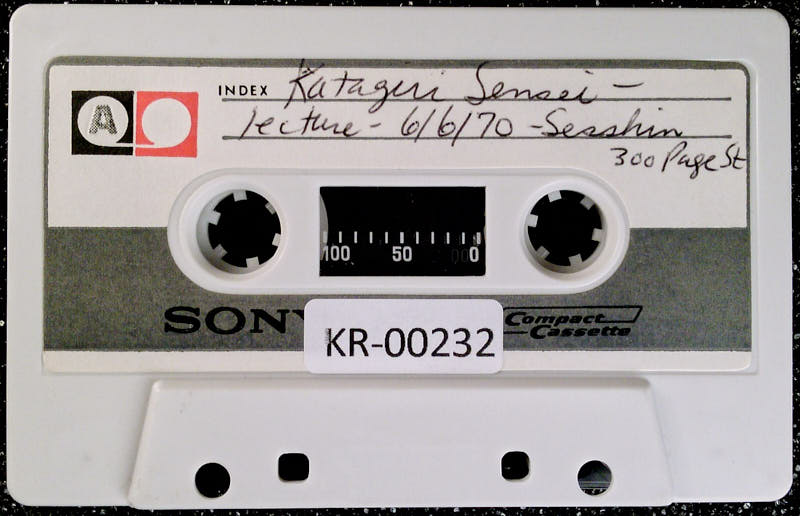 A
INDEX Katagiri Sensei -
lecture - 6/6/70 - Sesshin
300 Page St
100 50 0
SONY
Compact
Cassette
KR-00232